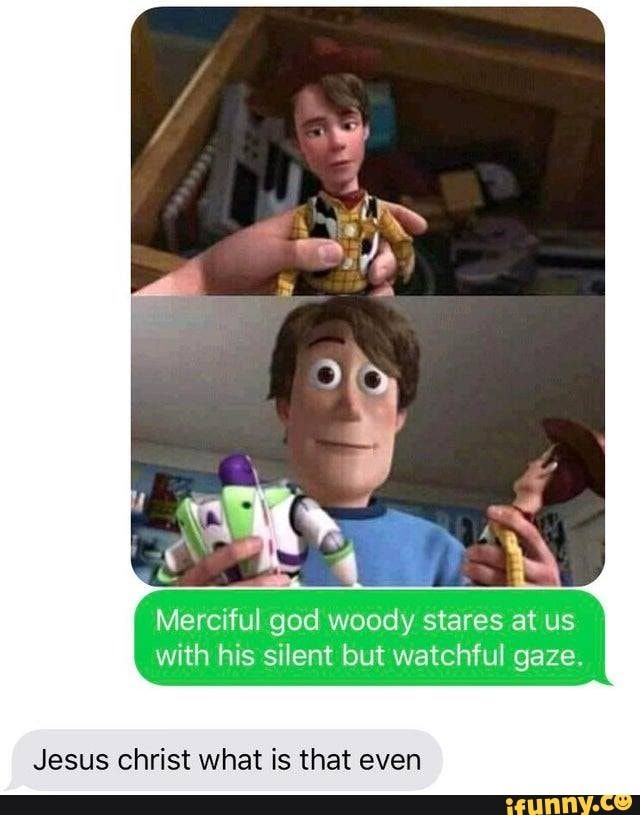 Merciful god woody stares at us
with his silent but watchful gaze.
Jesus christ what is that even
ifunny.co